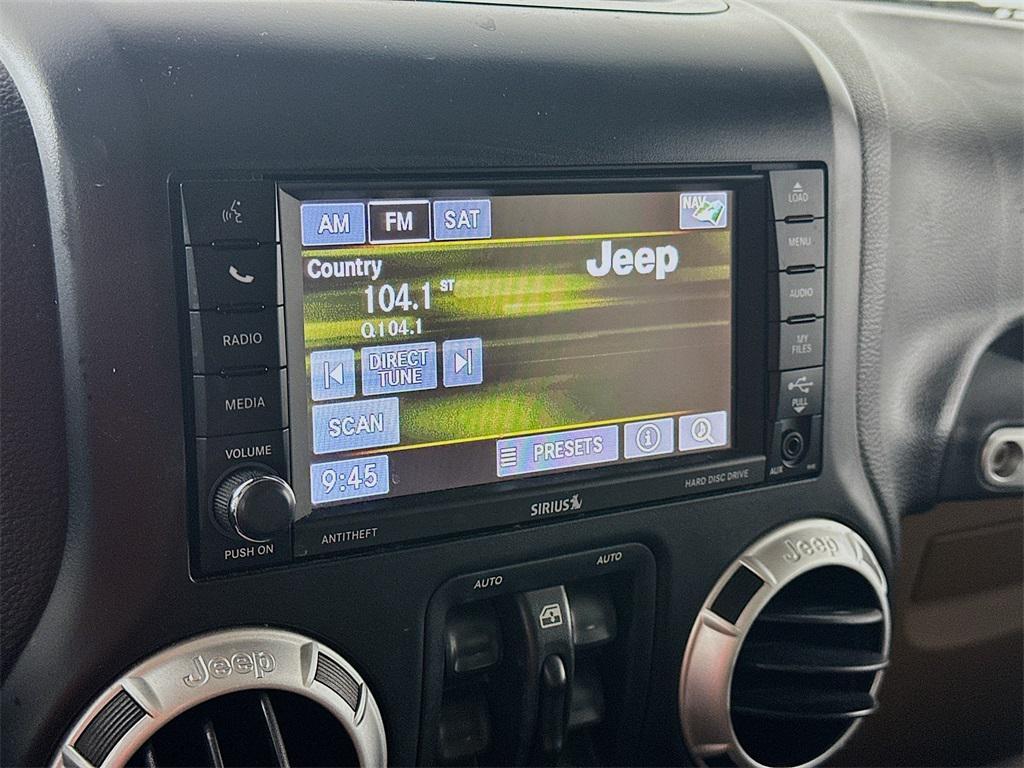 AM FM SAT NAV
Country
Jeep
104.1 ST
Q104.1
DIRECT
TUNE
SCAN
PRESETS
9:45
RADIO
MEDIA
VOLUME
PUSH ON
ANTITHEFT
SIRIUS
HARD DISC DRIVE
LOAD
MENU
AUDIO
MY
FILES
PULL
AUX
AUTO AUTO
Jeep
Jeep